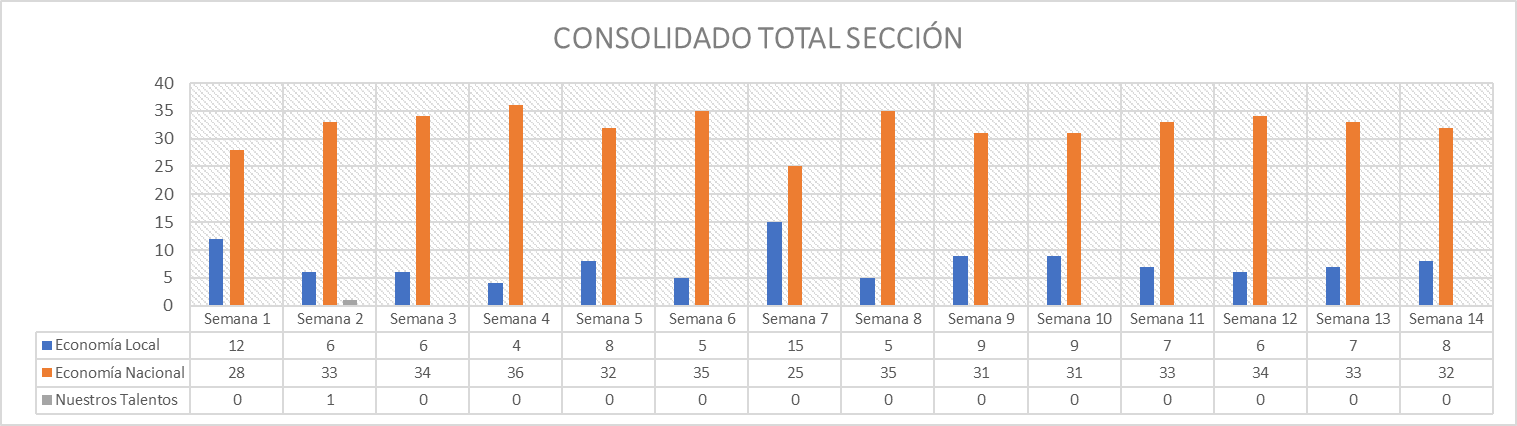 CONSOLIDADO TOTAL SECCIÓN
40
35
30
25
20
15
10
5
0
Semana 1 Semana 2 Semana 3 Semana 4 Semana 5 Semana 6 Semana 7 Semana 8 Semana 9 Semana 10 Semana 11 Semana 12 Semana 13 Semana 14
Economía Local 12 6 6 4 8 5 15 5 9 9 7 6 7 8
Economía Nacional 28 33 34 36 32 35 25 35 31 31 33 34 33 32
Nuestros Talentos 0 1 0 0 0 0 0 0 0 0 0 0 0 0